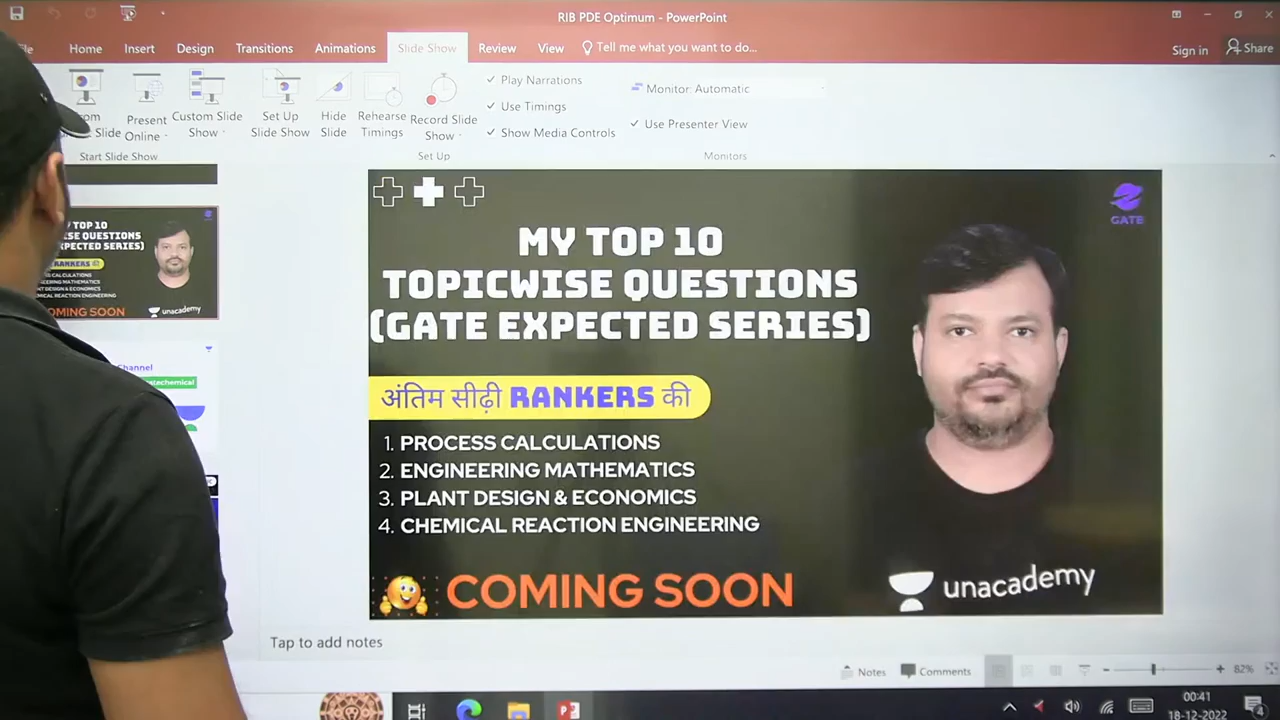 RIB PDE Optimum - PowerPoint
Home Insert Design Transitions Animations Slide Show Review View Tell me what you want to do... Sign in Share
Present Online
Custom Slide Show
Set Up Slide Show
Hide Slide
Rehearse Timings
Record Slide Show
Play Narrations
Use Timings
Show Media Controls
Monitor: Automatic
Use Presenter View
Start Slide Show
Set Up
Monitors
MY TOP 10
TOPICWISE QUESTIONS
(GATE EXPECTED SERIES)
अंतिम सीढ़ी RANKERS की
1. PROCESS CALCULATIONS
2. ENGINEERING MATHEMATICS
3. PLANT DESIGN & ECONOMICS
4. CHEMICAL REACTION ENGINEERING
COMING SOON
GATE
unacademy
Tap to add notes
Notes Comments 82%
00:41
18-12-2022